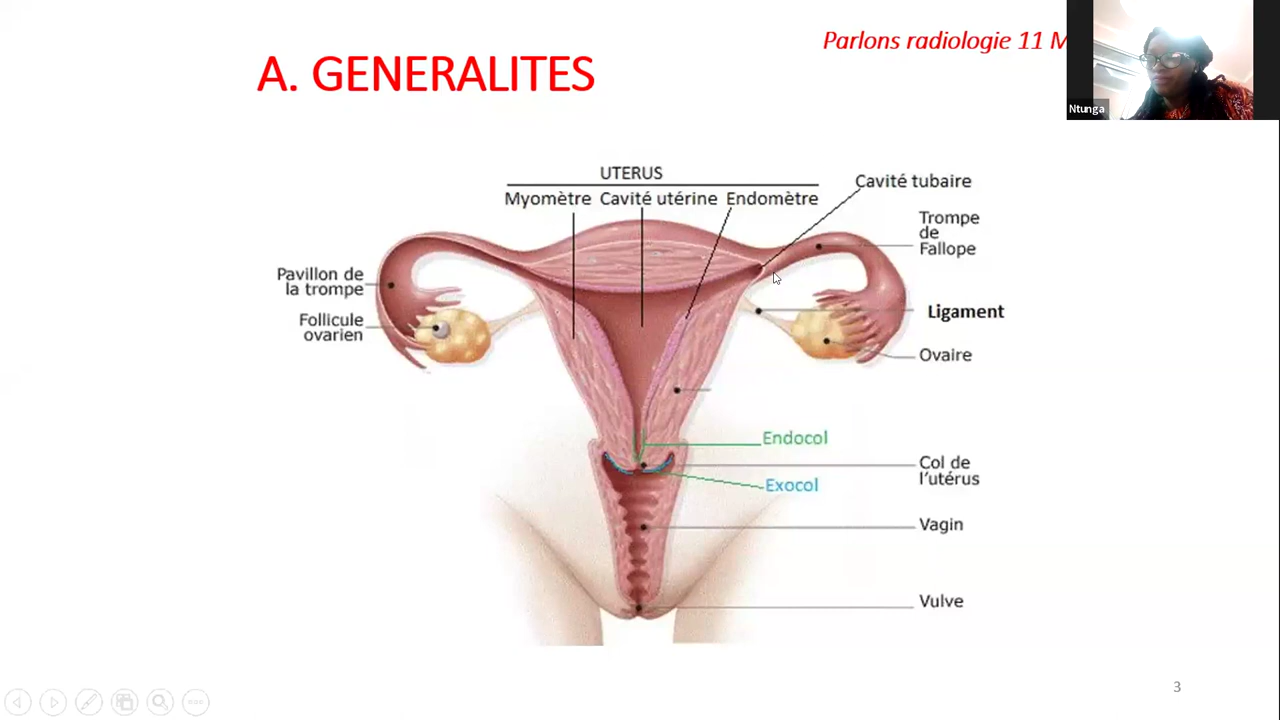 Parlons radiologie 11 M
A. GENERALITES
Ntunga
UTERUS
Myomètre Cavité utérine Endomètre
Cavité tubaire
Trompe
de
Fallope
Pavillon de
la trompe
Follicule
ovarien
Ligament
Ovaire
Endocol
Col de
l'utérus
Exocol
Vagin
Vulve
3